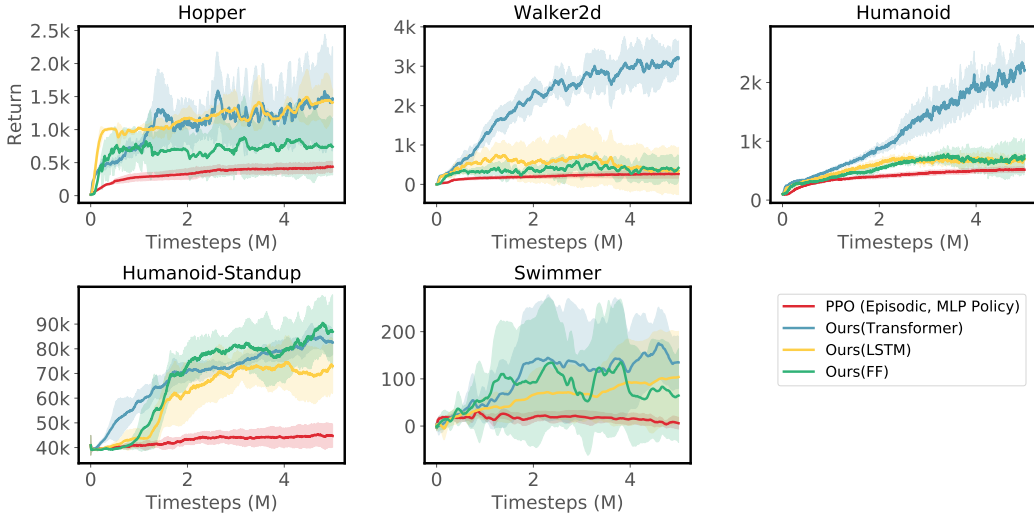 Hopper
Walker2d
Humanoid
2.5k
2.0k
1.5k
1.0k
0.5k
0
Return
0 2 4
Timesteps (M)
4k
3k
2k
1k
0
0 2 4
Timesteps (M)
2k
1k
0
0 2 4
Timesteps (M)
Humanoid-Standup
Swimmer
90k
80k
70k
60k
50k
40k
0 2 4
Timesteps (M)
200
100
0
0 2 4
Timesteps (M)
PPO (Episodic, MLP Policy)
Ours(Transformer)
Ours(LSTM)
Ours(FF)